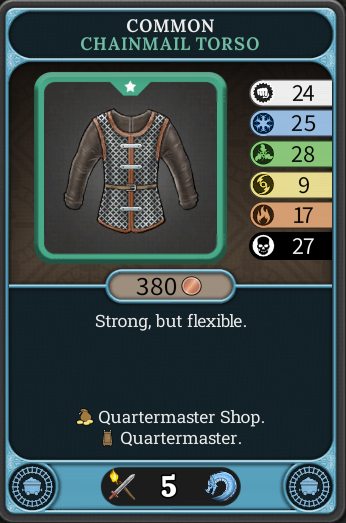 COMMON
CHAINMAIL TORSO
24
25
28
9
17
27
380
Strong, but flexible.
Quartermaster Shop.
Quartermaster.
5